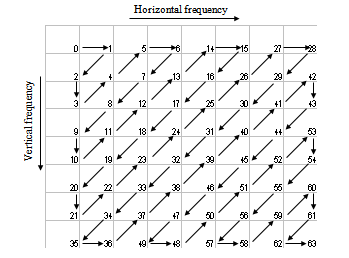 Horizontal frequency
Vertical frequency
0 1 5 6 14 15 27 28
2 4 7 13 16 26 29 42
3 8 12 17 25 30 41 43
9 11 18 24 31 40 44 53
10 19 23 32 39 45 52 54
20 22 33 38 46 51 55 60
21 34 37 47 50 56 59 61
35 36 49 48 57 58 62 63